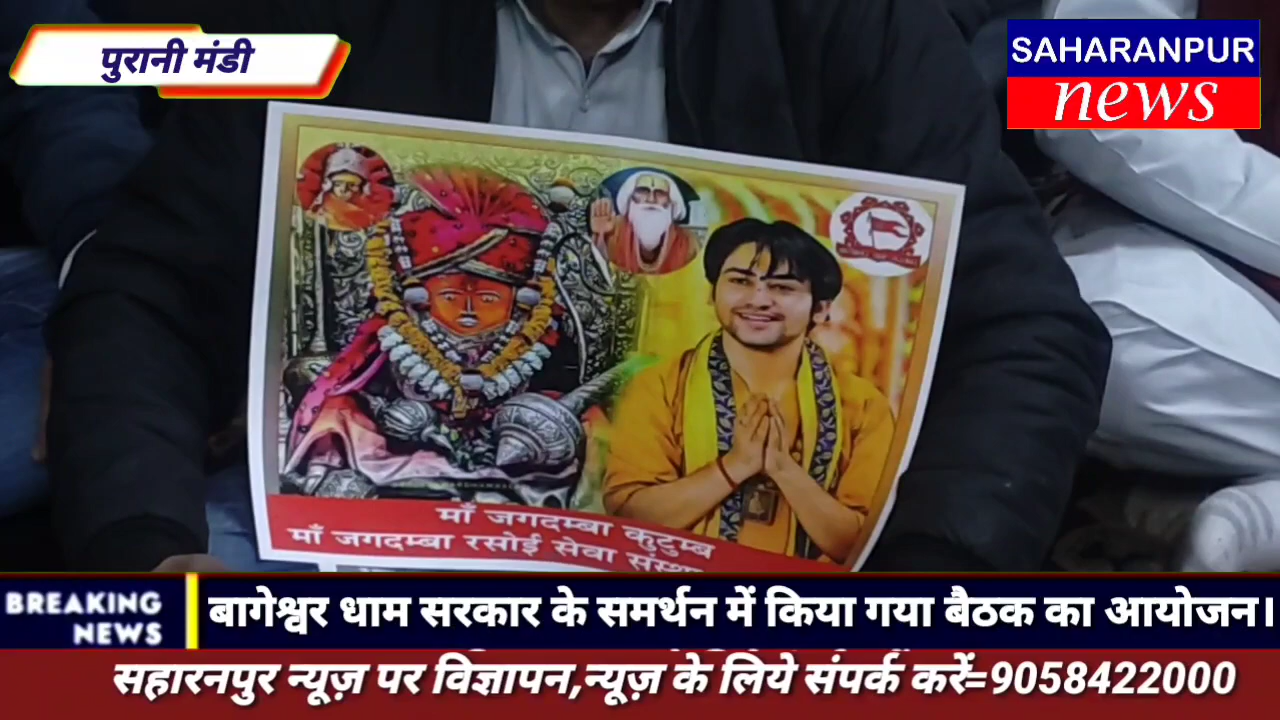 पुरानी मंडी
SAHARANPUR
news
माँ जगदम्बा कुटुम्ब
माँ जगदम्बा रसोई सेवा
BREAKING
NEWS
बागेश्वर धाम सरकार के समर्थन में किया गया बैठक का आयोजन।
सहारनपुर न्यूज़ पर विज्ञापन,न्यूज़ के लिये संपर्क करें=9058422000